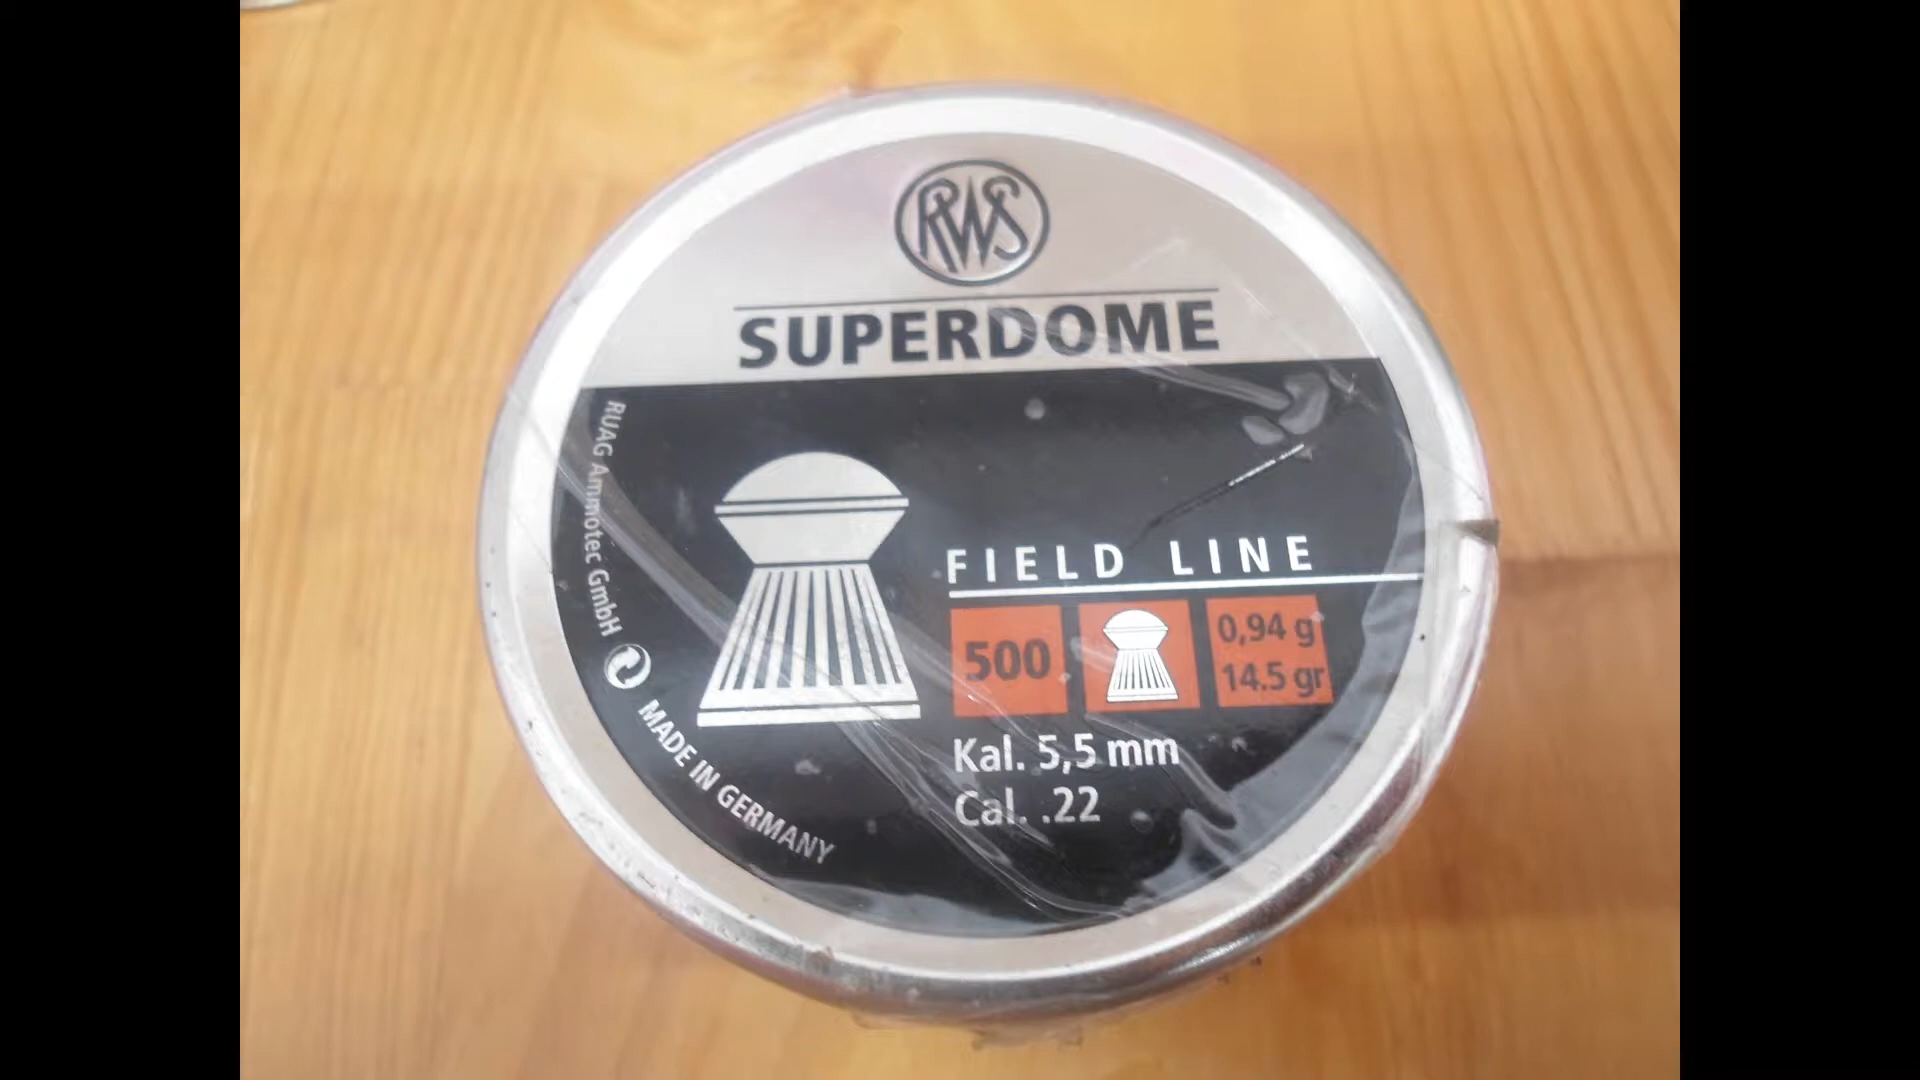 RWS
SUPERDOME
RUAG Ammotec GmbH
MADE IN GERMANY
FIELD LINE
500
0,94 g
14.5 gr
Kal. 5,5 mm
Cal. .22